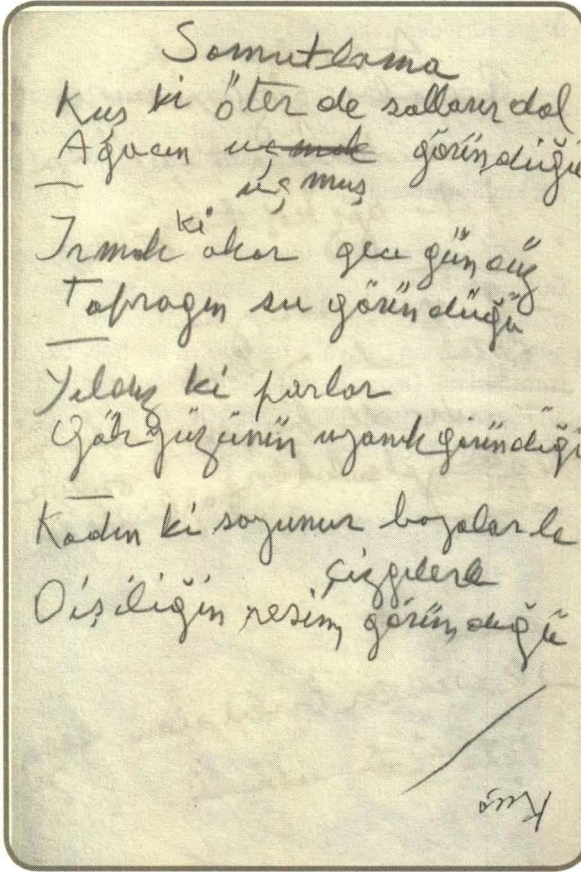 Somutlama
Kuş ki öter de sallanır dal
Ağacın uçmak göründüğü
uçmuş
Irmak ki akar gece gündüz
Toprağın su göründüğü
Yıldız ki parlar
Gökyüzünün uyanık göründüğü
Kadın ki soyunur boyalarla
çizgilerle
Dişiliğin resim göründüğü